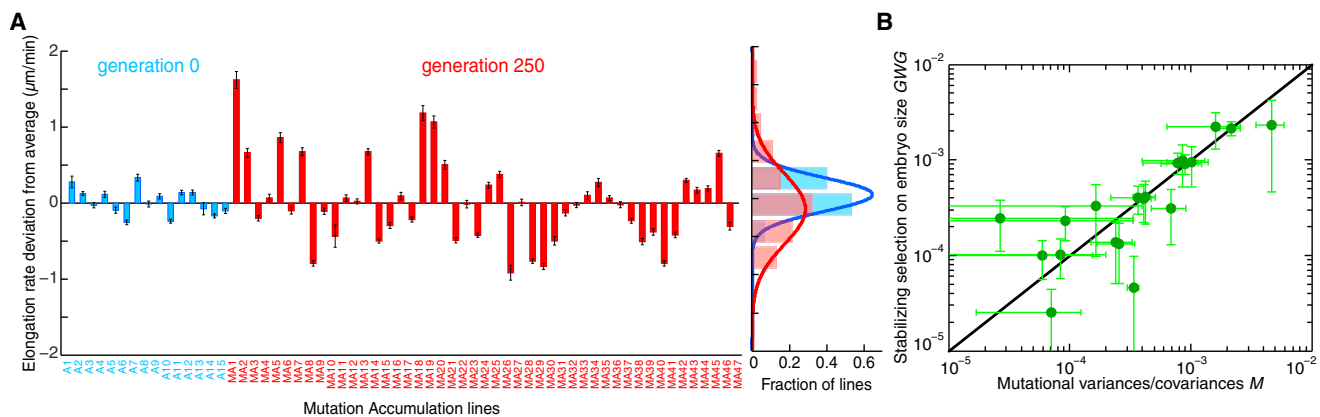 A
Elongation rate deviation from average (µm/min)
2
1
0
−1
−2
generation 0
generation 250
A1 A2 A3 A4 A5 A6 A7 A8 A9 A10 A11 A12 A13 A14 A15 MA1 MA2 MA3 MA4 MA5 MA6 MA7 MA8 MA9 MA10 MA11 MA12 MA13 MA14 MA15 MA16 MA17 MA18 MA19 MA20 MA21 MA22 MA23 MA24 MA25 MA26 MA27 MA28 MA29 MA30 MA31 MA32 MA33 MA34 MA35 MA36 MA37 MA38 MA39 MA40 MA41 MA42 MA43 MA44 MA45 MA46 MA47
Mutation Accumulation lines
0 0.2 0.4 0.6
Fraction of lines
B
Stabilizing selection on embryo size GWG
10⁻²
10⁻³
10⁻⁴
10⁻⁵
10⁻⁵ 10⁻⁴ 10⁻³ 10⁻²
Mutational variances/covariances M